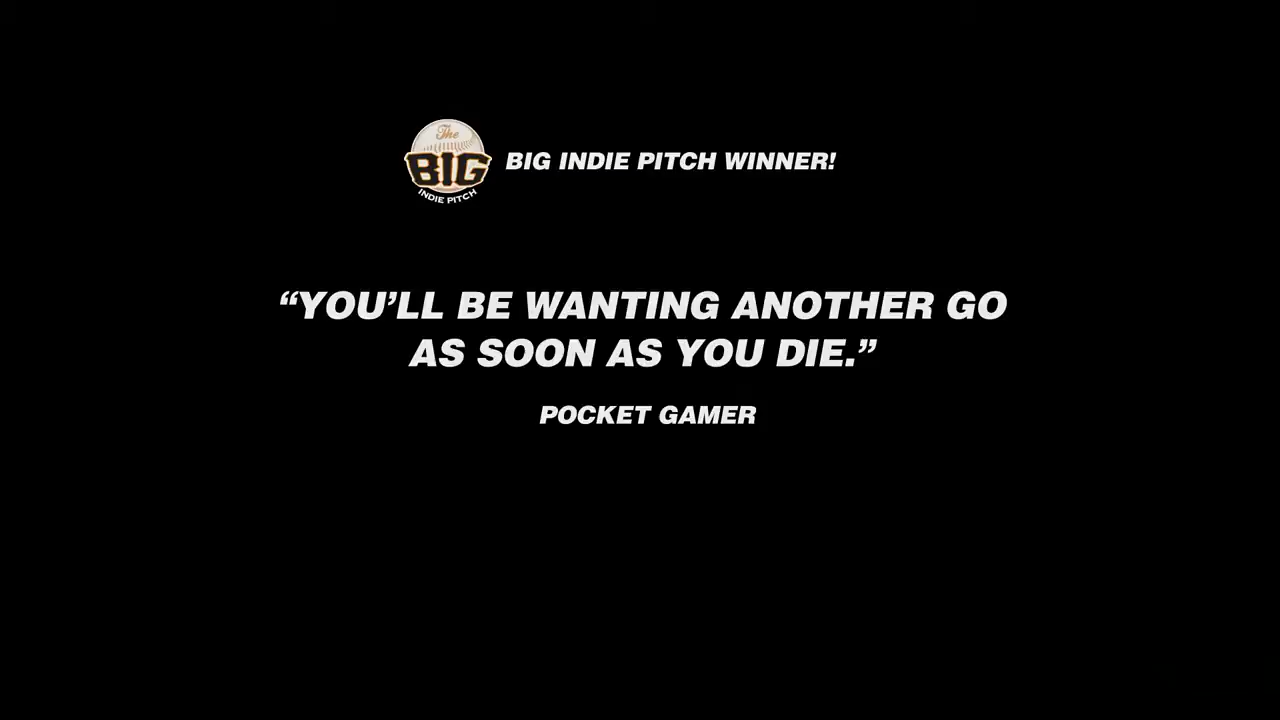 The
BIG
INDIE PITCH
BIG INDIE PITCH WINNER!
“YOU’LL BE WANTING ANOTHER GO
AS SOON AS YOU DIE.”
POCKET GAMER